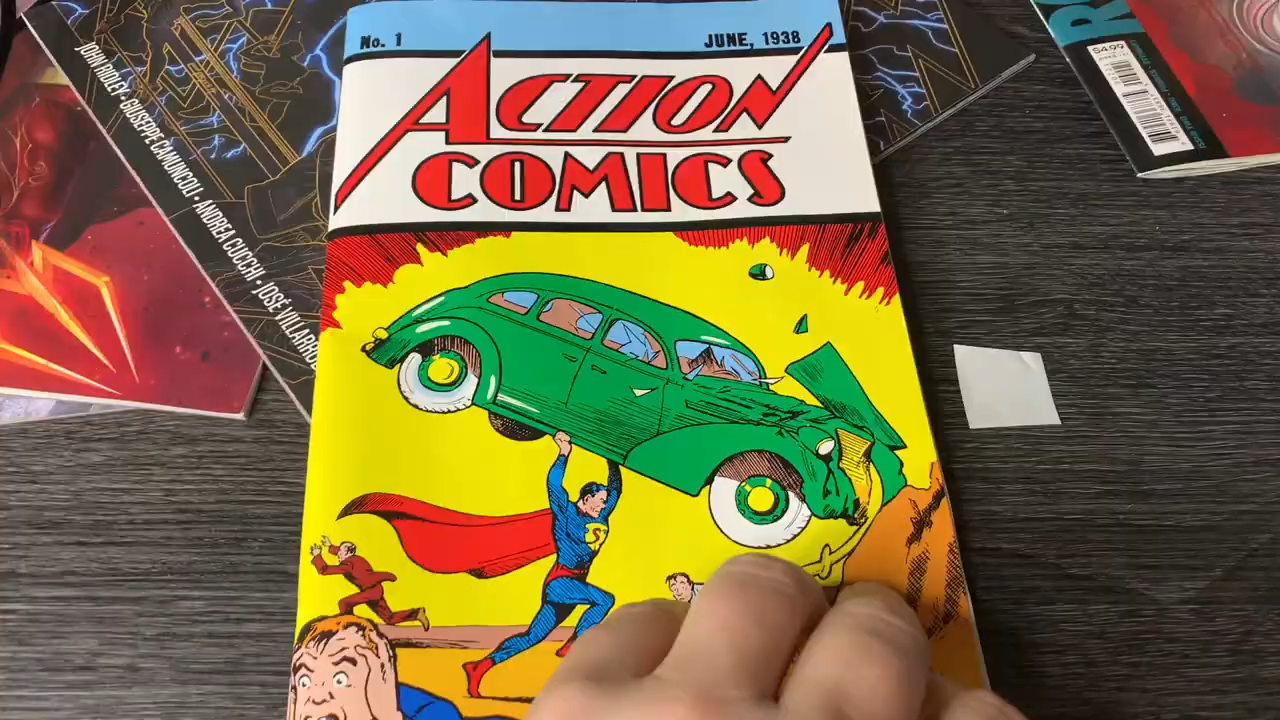 No. 1
JUNE, 1938
ACTION
COMICS
S
JOHN RIDLEY • GIUSEPPE CAMUNCOLI • ANDREA CUCCHI • JOSÉ VILLARRU
$4.99